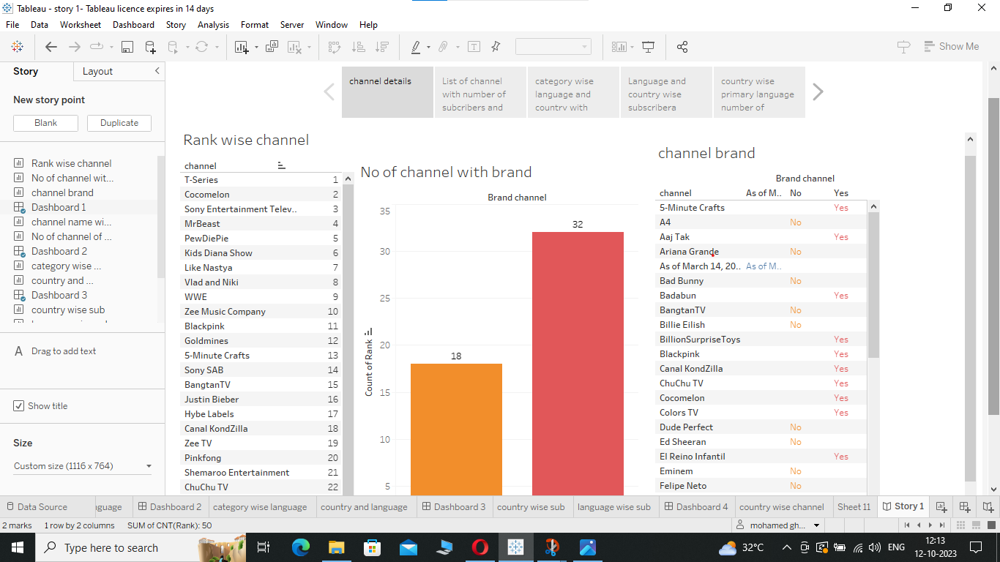 Tableau - story 1- Tableau licence expires in 14 days
File Data Worksheet Dashboard Story Analysis Format Server Window Help
Show Me
Story Layout
New story point
Blank Duplicate
Rank wise channel
No of channel wit...
channel brand
Dashboard 1
channel name wi...
No of channel of ...
Dashboard 2
category wise ...
country and ...
Dashboard 3
country wise sub
A Drag to add text
Show title
Size
Custom size (1116 x 764)
channel details
List of channel
with number of
subcribers and
category wise
language and
country with
Language and
country wise
subscribera
country wise
primary language
number of
Rank wise channel
channel
T-Series 1
Cocomelon 2
Sony Entertainment Telev.. 3
MrBeast 4
PewDiePie 5
Kids Diana Show 6
Like Nastya 7
Vlad and Niki 8
WWE 9
Zee Music Company 10
Blackpink 11
Goldmines 12
5-Minute Crafts 13
Sony SAB 14
BangtanTV 15
Justin Bieber 16
Hybe Labels 17
Canal KondZilla 18
Zee TV 19
Pinkfong 20
Shemaroo Entertainment 21
ChuChu TV 22
No of channel with brand
Brand channel
Count of Rank
35
30
25
20
15
10
5
18
32
channel brand
Brand channel
channel As of M.. No Yes
5-Minute Crafts Yes
A4 No
Aaj Tak Yes
Ariana Grande No
As of March 14, 20.. As of M..
Bad Bunny No
Badabun Yes
BangtanTV No
Billie Eilish No
BillionSurpriseToys Yes
Blackpink Yes
Canal KondZilla Yes
ChuChu TV Yes
Cocomelon Yes
Colors TV Yes
Dude Perfect No
Ed Sheeran No
El Reino Infantil Yes
Eminem No
Felipe Neto No
Data Source guage Dashboard 2 category wise language country and language Dashboard 3 country wise sub language wise sub Dashboard 4 country wise channel Sheet 11 Story 1
2 marks 1 row by 2 columns SUM of CNT(Rank): 50 mohamed gh...
Type here to search 32°C ENG 12:13
12-10-2023